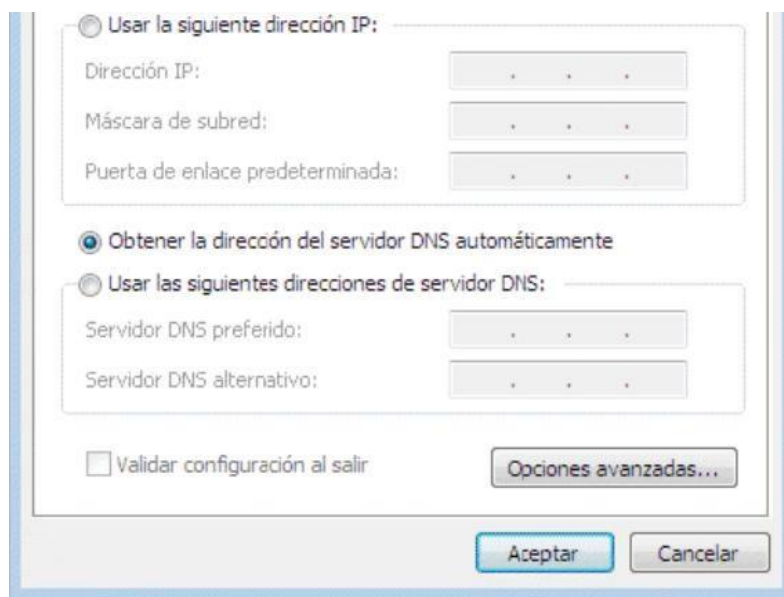 Usar la siguiente dirección IP:
Dirección IP:
Máscara de subred:
Puerta de enlace predeterminada:
Obtener la dirección del servidor DNS automáticamente
Usar las siguientes direcciones de servidor DNS:
Servidor DNS preferido:
Servidor DNS alternativo:
Validar configuración al salir
Opciones avanzadas...
Aceptar Cancelar